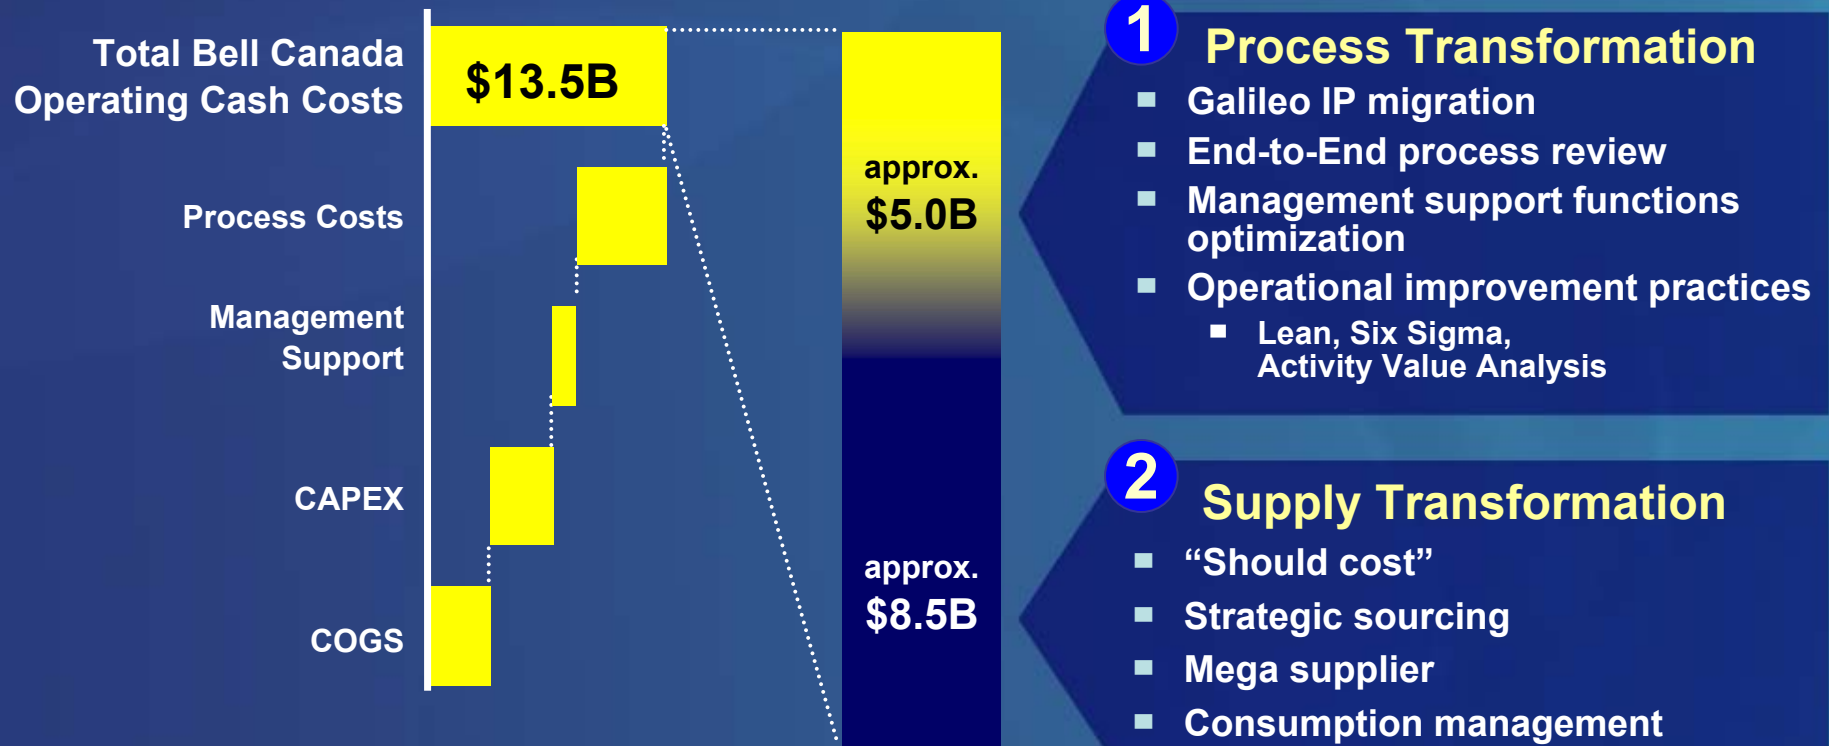 Total Bell Canada
Operating Cash Costs
$13.5B
Process Costs
Management
Support
CAPEX
COGS
approx.
$5.0B
approx.
$8.5B
1
Process Transformation
Galileo IP migration
End-to-End process review
Management support functions
optimization
Operational improvement practices
Lean, Six Sigma,
Activity Value Analysis
2
Supply Transformation
“Should cost”
Strategic sourcing
Mega supplier
Consumption management